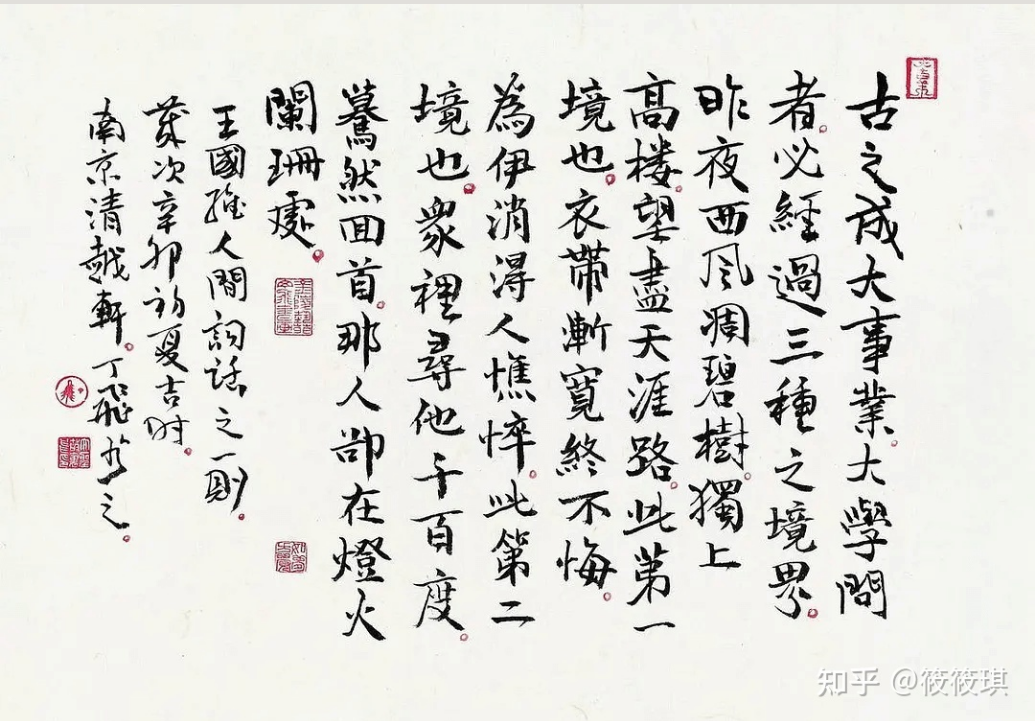 古之成大事業大學問
者必經過三種之境界
昨夜西风凋碧樹獨上
高楼望盡天涯路此第一
境也衣帶漸寬終不悔
為伊消得人憔悴此第二
境也衆裡尋他千百度
驀然回首那人卻在燈火
闌珊處
王國維人間詞話之一則
歲次辛卯初夏吉时
南京清越軒丁飛書之
知乎 @筱筱琪